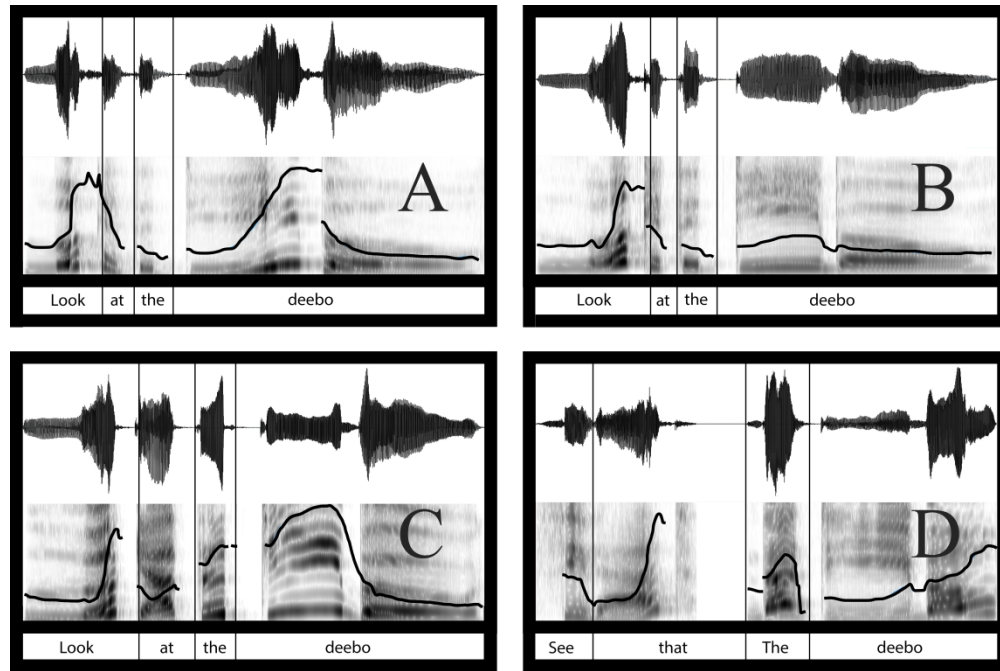 A
Look at the deebo
B
Look at the deebo
C
Look at the deebo
D
See that The deebo